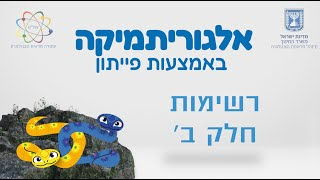 אלגוריתמיקה
באמצעות פייתון
מדינת ישראל
משרד החינוך
רשימות
חלק ב'